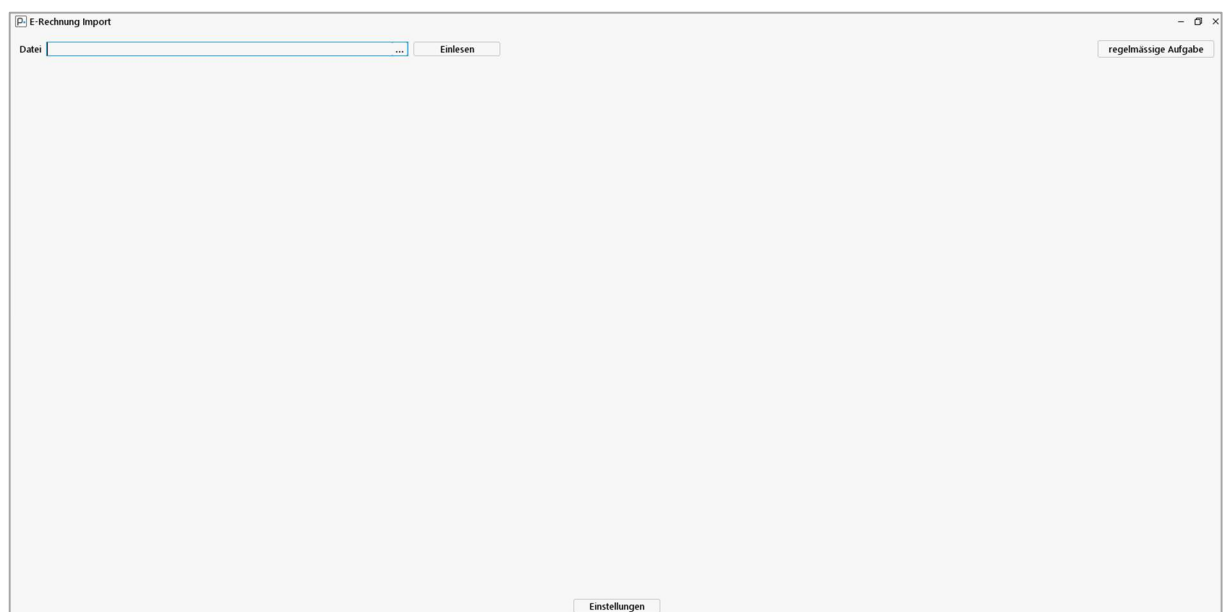 E-Rechnung Import
Datei ... Einlesen regelmässige Aufgabe
Einstellungen